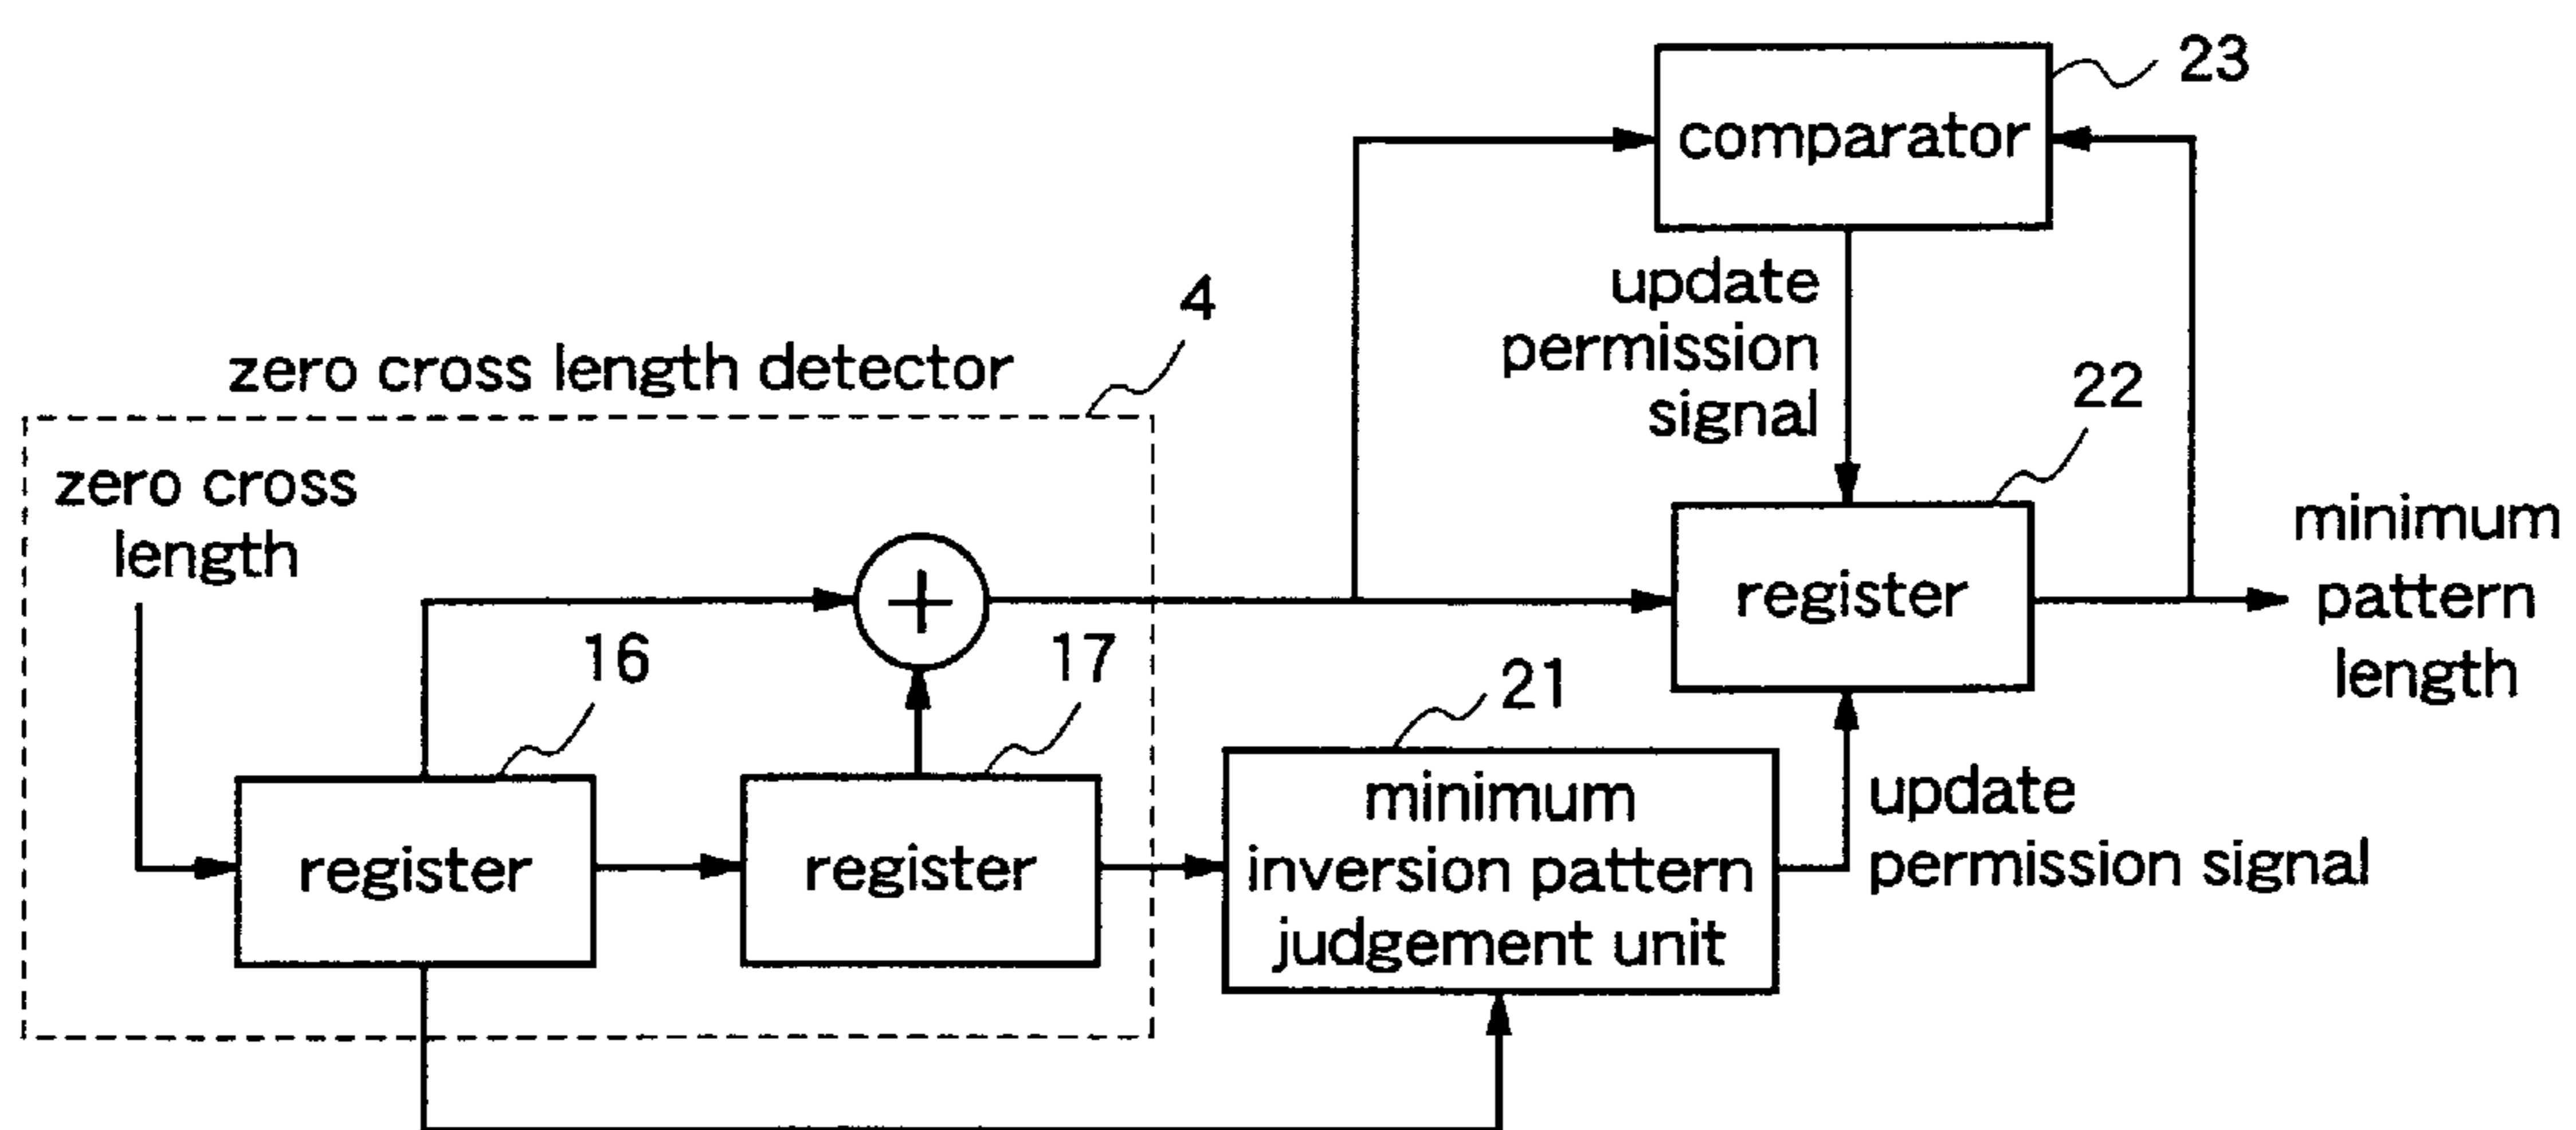 23
comparator
update
permission
signal
4
zero cross length detector
22
zero cross
length
minimum
pattern
length
+
register
16
17
21
register
register
minimum
inversion pattern
judgement unit
update
permission signal